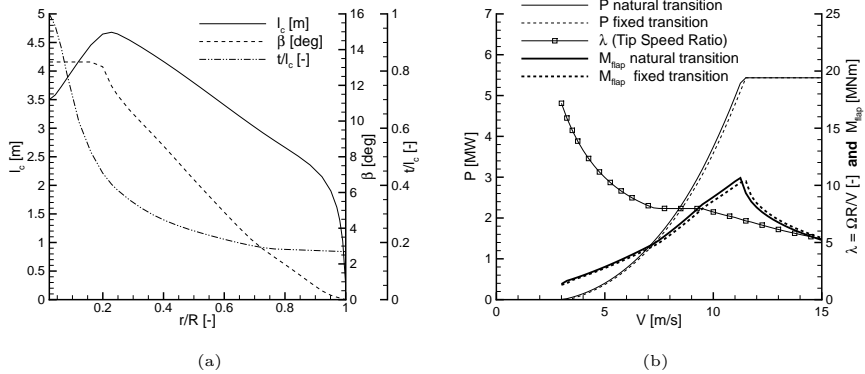 l_c [m]
β [deg]
t/l_c [-]
5
4.5
4
3.5
3
2.5
2
1.5
1
0.5
0
l_c [m]
0.2
0.4
0.6
0.8
1
r/R [-]
16
14
12
10
8
6
4
2
0
β [deg]
1
0.8
0.6
0.4
0.2
0
t/l_c [-]
(a)
P natural transition
P fixed transition
λ (Tip Speed Ratio)
M_flap natural transition
M_flap fixed transition
7
6
5
4
3
2
1
0
P [MW]
0
5
10
15
V [m/s]
25
20
15
10
5
0
λ = ΩR/V [-] and M_flap [MNm]
(b)